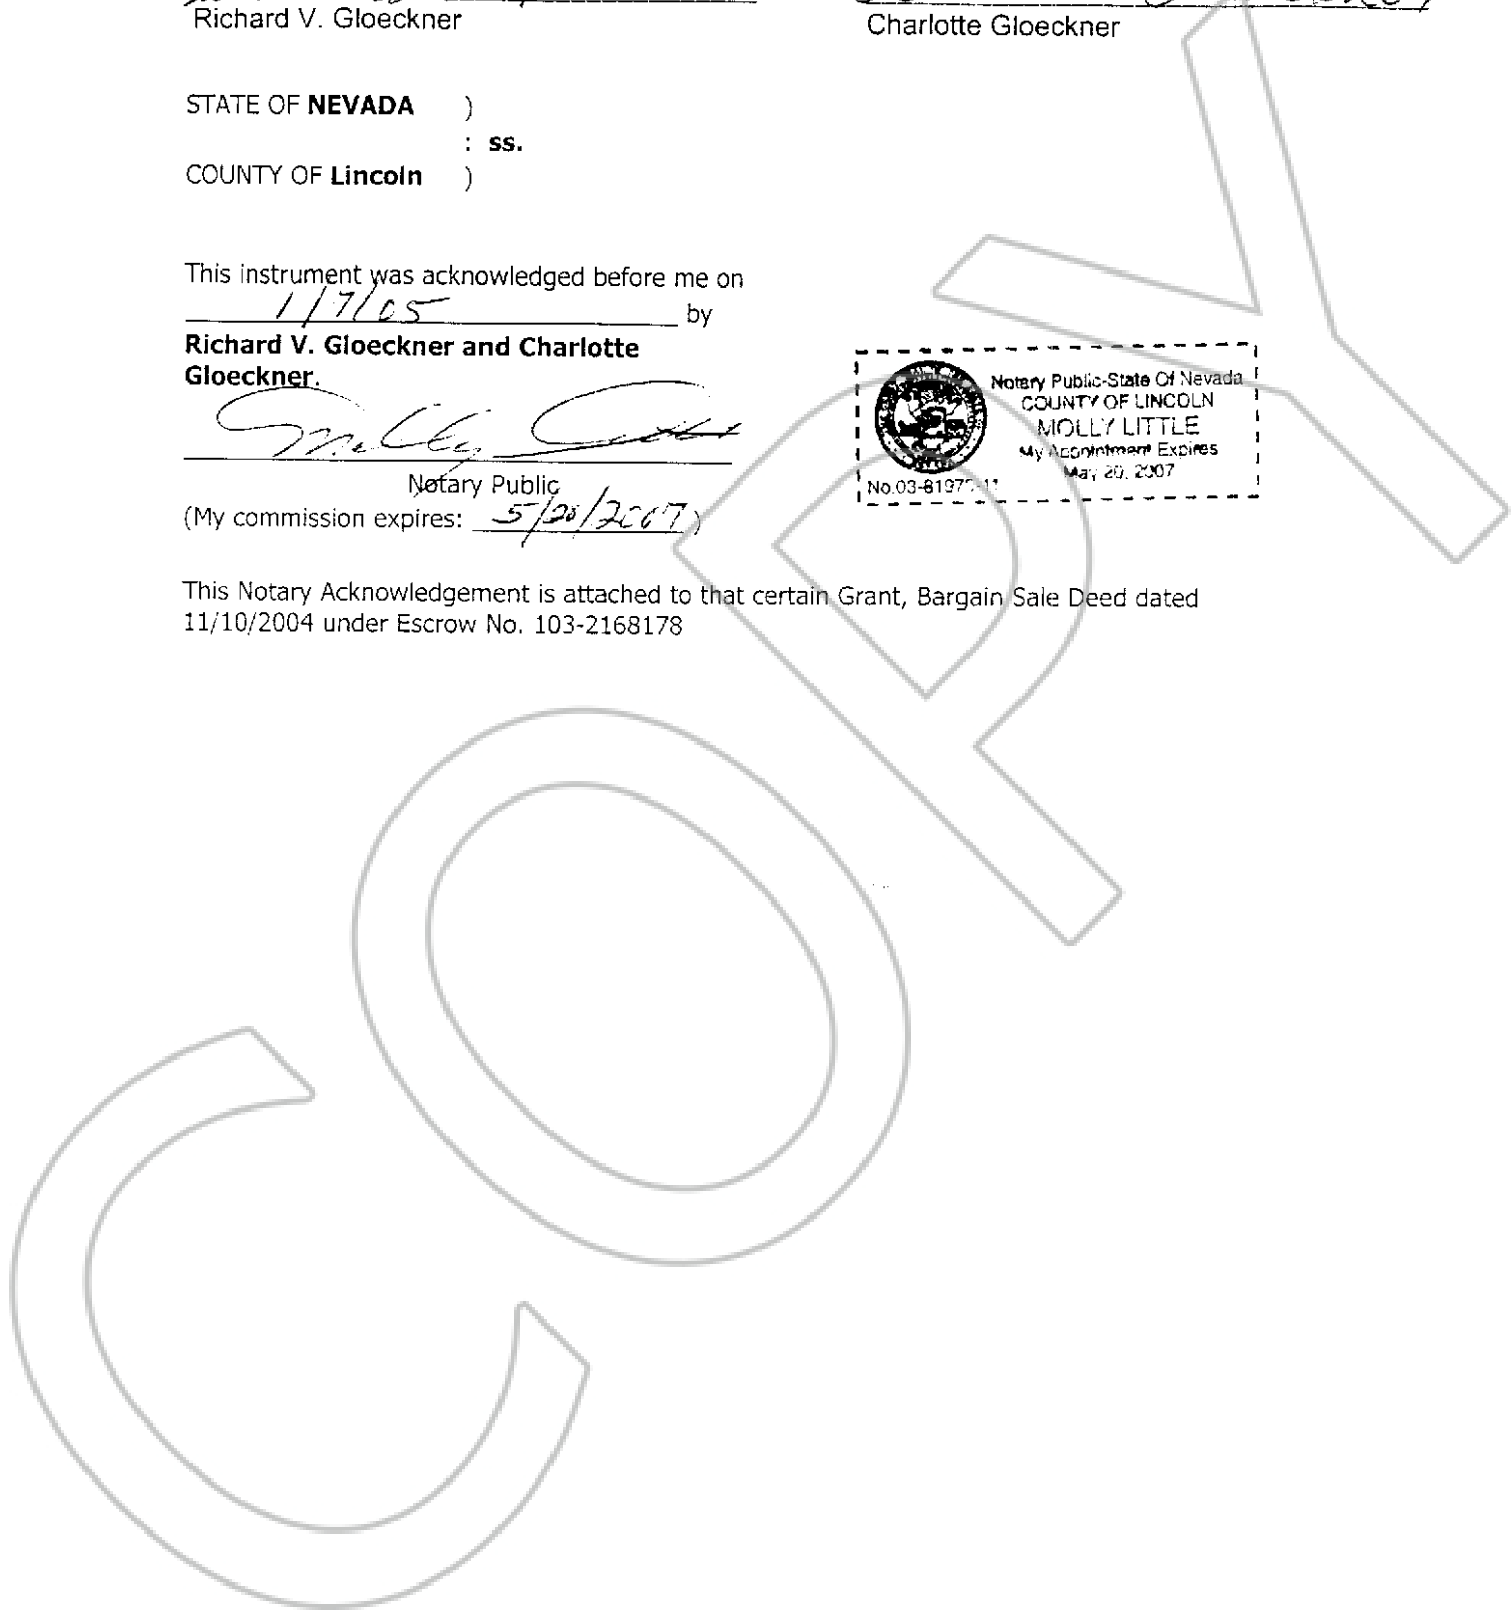 Richard V. Gloeckner
Charlotte Gloeckner
STATE OF NEVADA )
: ss.
COUNTY OF Lincoln )
This instrument was acknowledged before me on
1/7/05 by
Richard V. Gloeckner and Charlotte
Gloeckner.
Notary Public
(My commission expires: 5/20/2007)
Notary Public-State Of Nevada
COUNTY OF LINCOLN
MOLLY LITTLE
My Appointment Expires
May 20, 2007
This Notary Acknowledgement is attached to that certain Grant, Bargain Sale Deed dated
11/10/2004 under Escrow No. 103-2168178
COPY